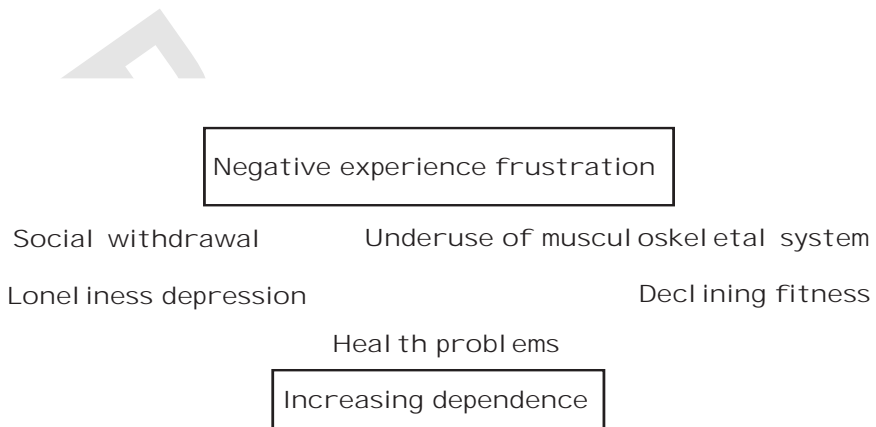 Negative experience frustration
Social withdrawal
Underuse of musculoskeletal system
Loneliness depression
Declining fitness
Health problems
Increasing dependence